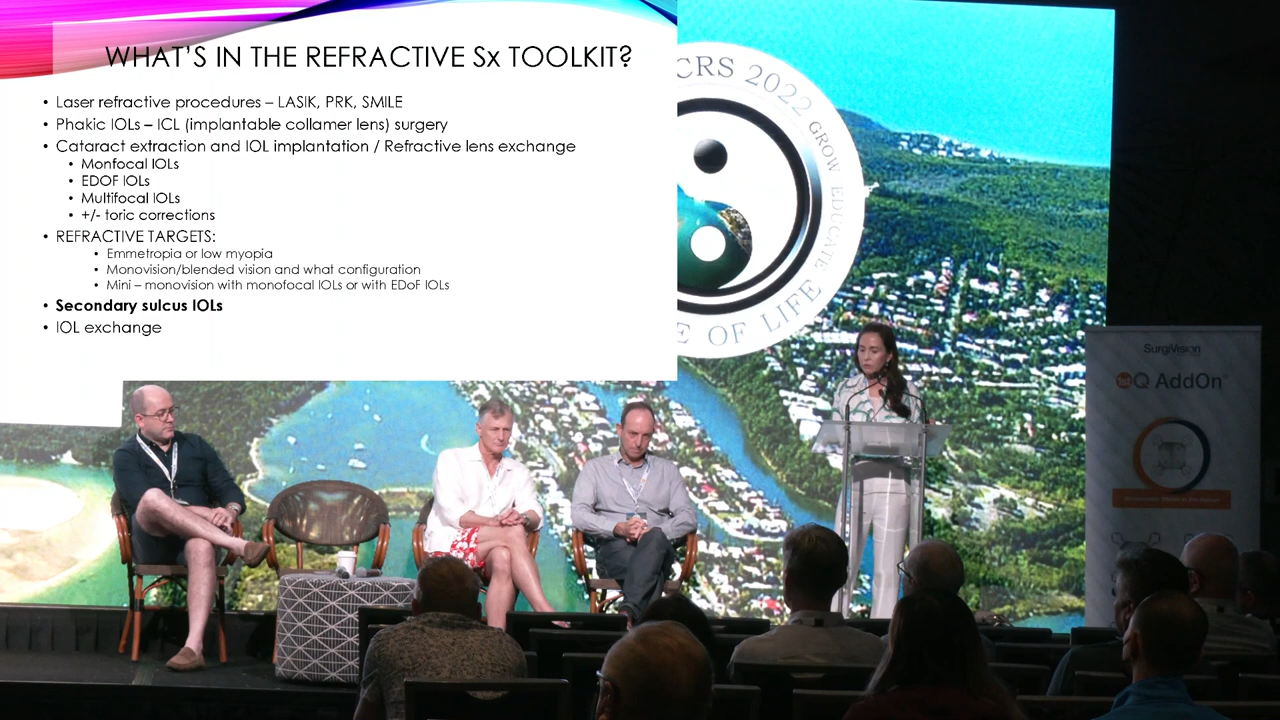 WHAT'S IN THE REFRACTIVE Sx TOOLKIT?
• Laser refractive procedures – LASIK, PRK, SMILE
• Phakic IOLs – ICL (implantable collamer lens) surgery
• Cataract extraction and IOL implantation / Refractive lens exchange
• Monfocal IOLs
• EDOF IOLs
• Multifocal IOLs
• +/- toric corrections
• REFRACTIVE TARGETS:
• Emmetropia or low myopia
• Monovision/blended vision and what configuration
• Mini – monovision with monofocal IOLs or with EDoF IOLs
• Secondary sulcus IOLs
• IOL exchange
CRS 2022
GROW EDUCATE
E OF LIFE
SurgiVision
1stQ AddOn®